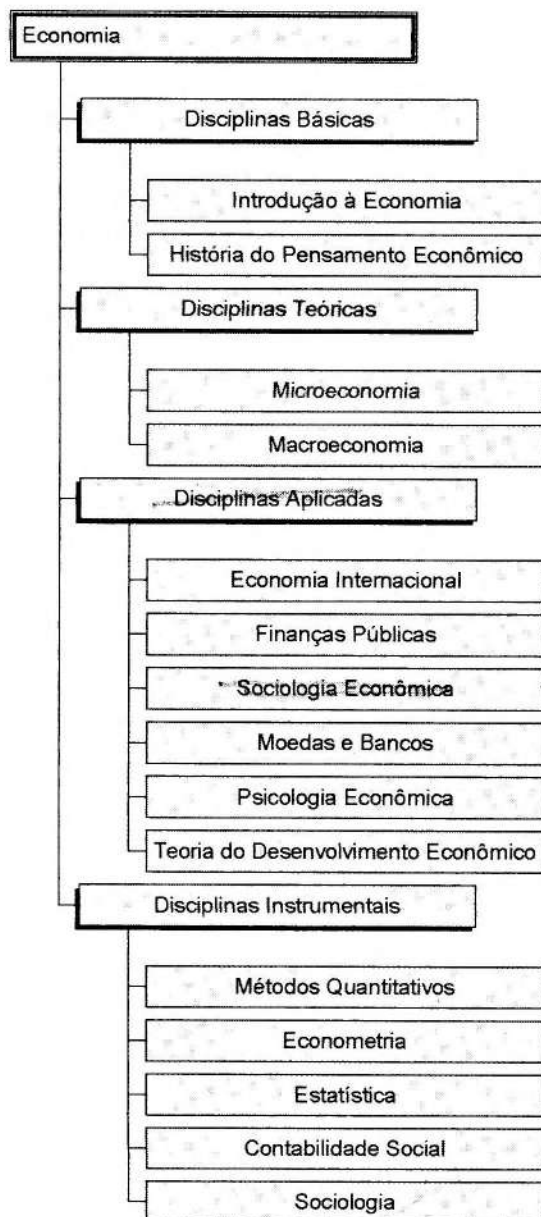 Economia
Disciplinas Básicas
Introdução à Economia
História do Pensamento Econômico
Disciplinas Teóricas
Microeconomia
Macroeconomia
Disciplinas Aplicadas
Economia Internacional
Finanças Públicas
Sociologia Econômica
Moedas e Bancos
Psicologia Econômica
Teoria do Desenvolvimento Econômico
Disciplinas Instrumentais
Métodos Quantitativos
Econometria
Estatística
Contabilidade Social
Sociologia